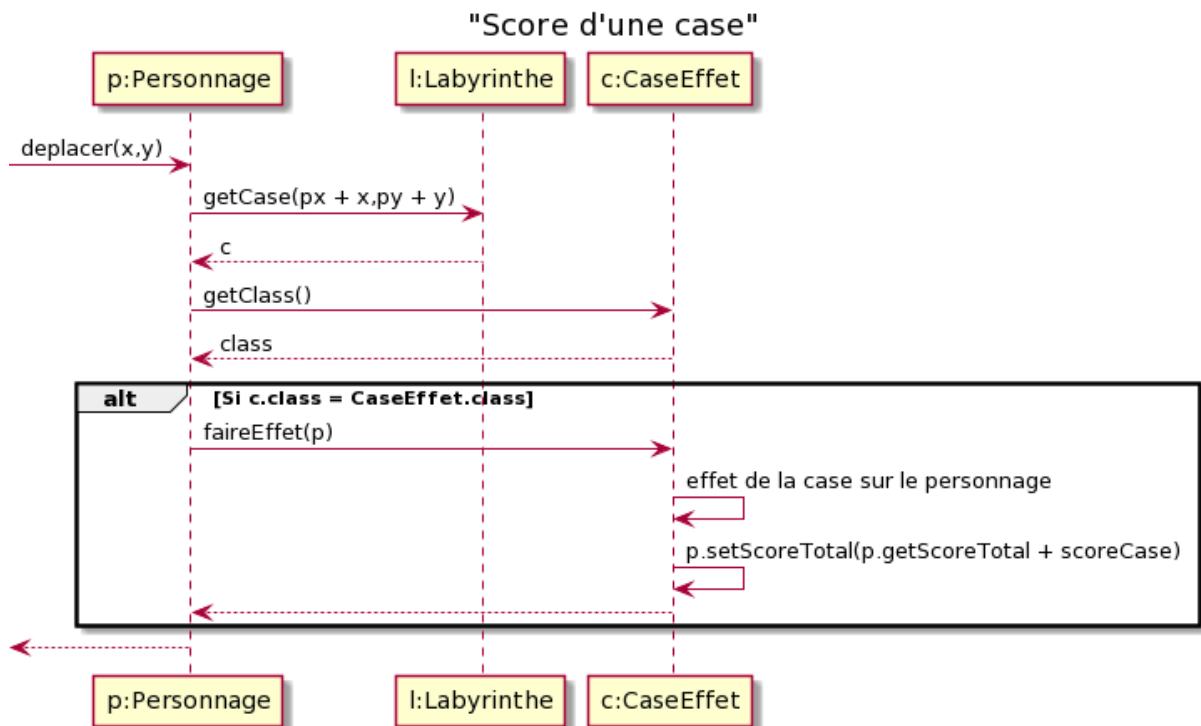 "Score d'une case"
p:Personnage l:Labyrinthe c:CaseEffet
deplacer(x,y)
getCase(px + x,py + y)
c
getClass()
class
alt [Si c.class = CaseEffet.class]
faireEffet(p)
effet de la case sur le personnage
p.setScoreTotal(p.getScoreTotal + scoreCase)
p:Personnage l:Labyrinthe c:CaseEffet